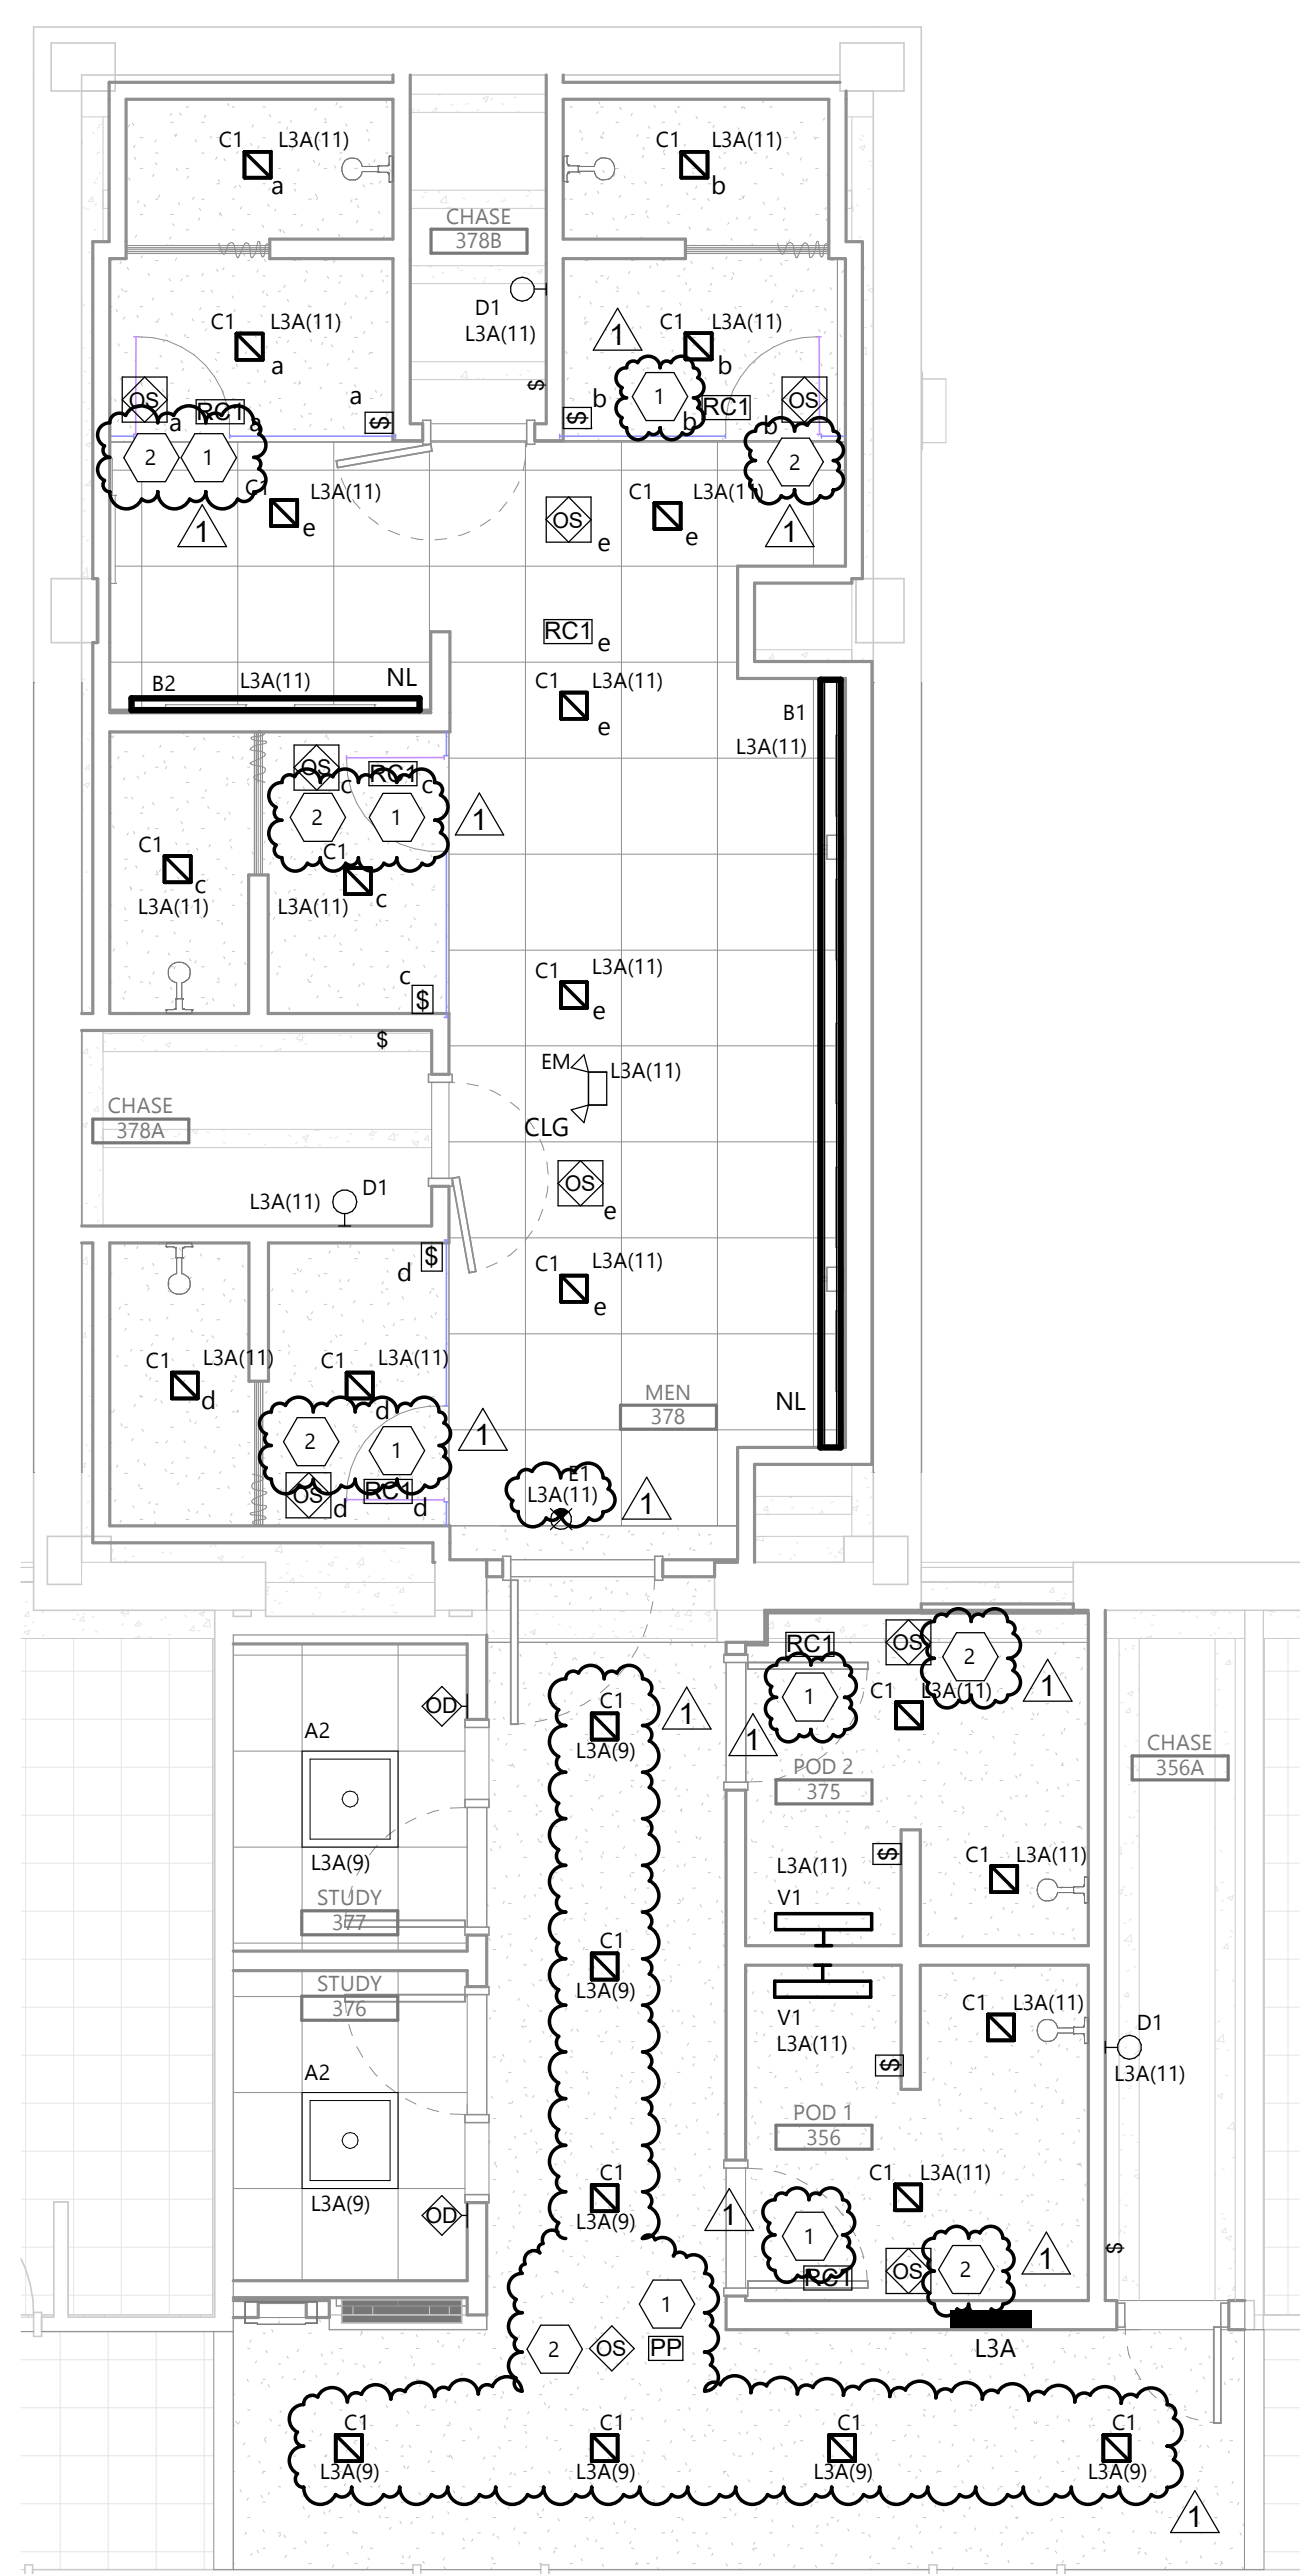 C1 L3A(11)
a
C1 L3A(11)
b
CHASE
378B
D1
L3A(11)
$
C1 L3A(11)
a
a
$
1
C1 L3A(11)
b
b
$
1
b
RC1
OS
b
OS
a
RC1
a
2
1
2
C1 L3A(11)
e
1
OS
e
C1 L3A(11)
e
1
RC1
e
B2 L3A(11) NL
C1 L3A(11)
e
B1
L3A(11)
OS
c
RC1
c
2
1
1
C1
c
L3A(11)
C1
L3A(11)
c
c
$
C1 L3A(11)
e
$
EM
L3A(11)
CLG
CHASE
378A
L3A(11) D1
OS
e
$
d
C1 L3A(11)
e
C1 L3A(11)
d
C1 L3A(11)
d
MEN
378
NL
2
1
1
OS
d
RC1
d
E1
L3A(11)
1
RC1
OS
2
1
C1 L3A(11)
1
1
C1
L3A(9)
1
OD
A2
L3A(9)
STUDY
377
POD 2
375
CHASE
356A
$
L3A(11)
V1
C1 L3A(11)
C1
L3A(9)
STUDY
376
V1
L3A(11)
C1 L3A(11)
D1
L3A(11)
$
A2
L3A(9)
OD
POD 1
356
C1
L3A(9)
C1 L3A(11)
1
1
RC1
OS
2
1
$
1
2
OS
PP
L3A
C1
L3A(9)
C1
L3A(9)
C1
L3A(9)
C1
L3A(9)
1